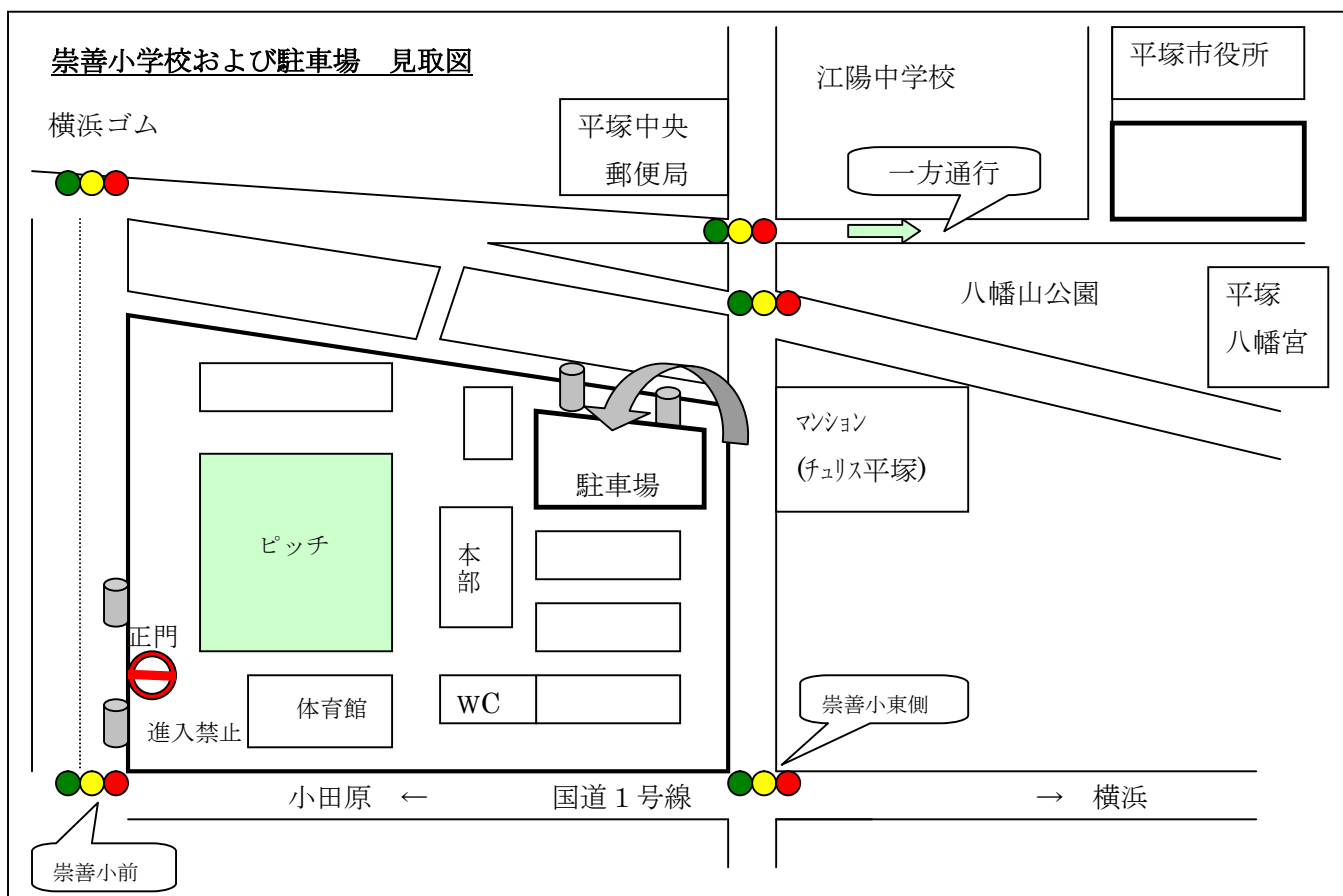 崇善小学校および駐車場　見取図
横浜ゴム
平塚中央
郵便局
江陽中学校
平塚市役所
一方通行
八幡山公園
平塚
八幡宮
マンション
(チュリス平塚)
駐車場
ピッチ
本部
正門
進入禁止
体育館
WC
崇善小東側
小田原　←
国道１号線
→　横浜
崇善小前